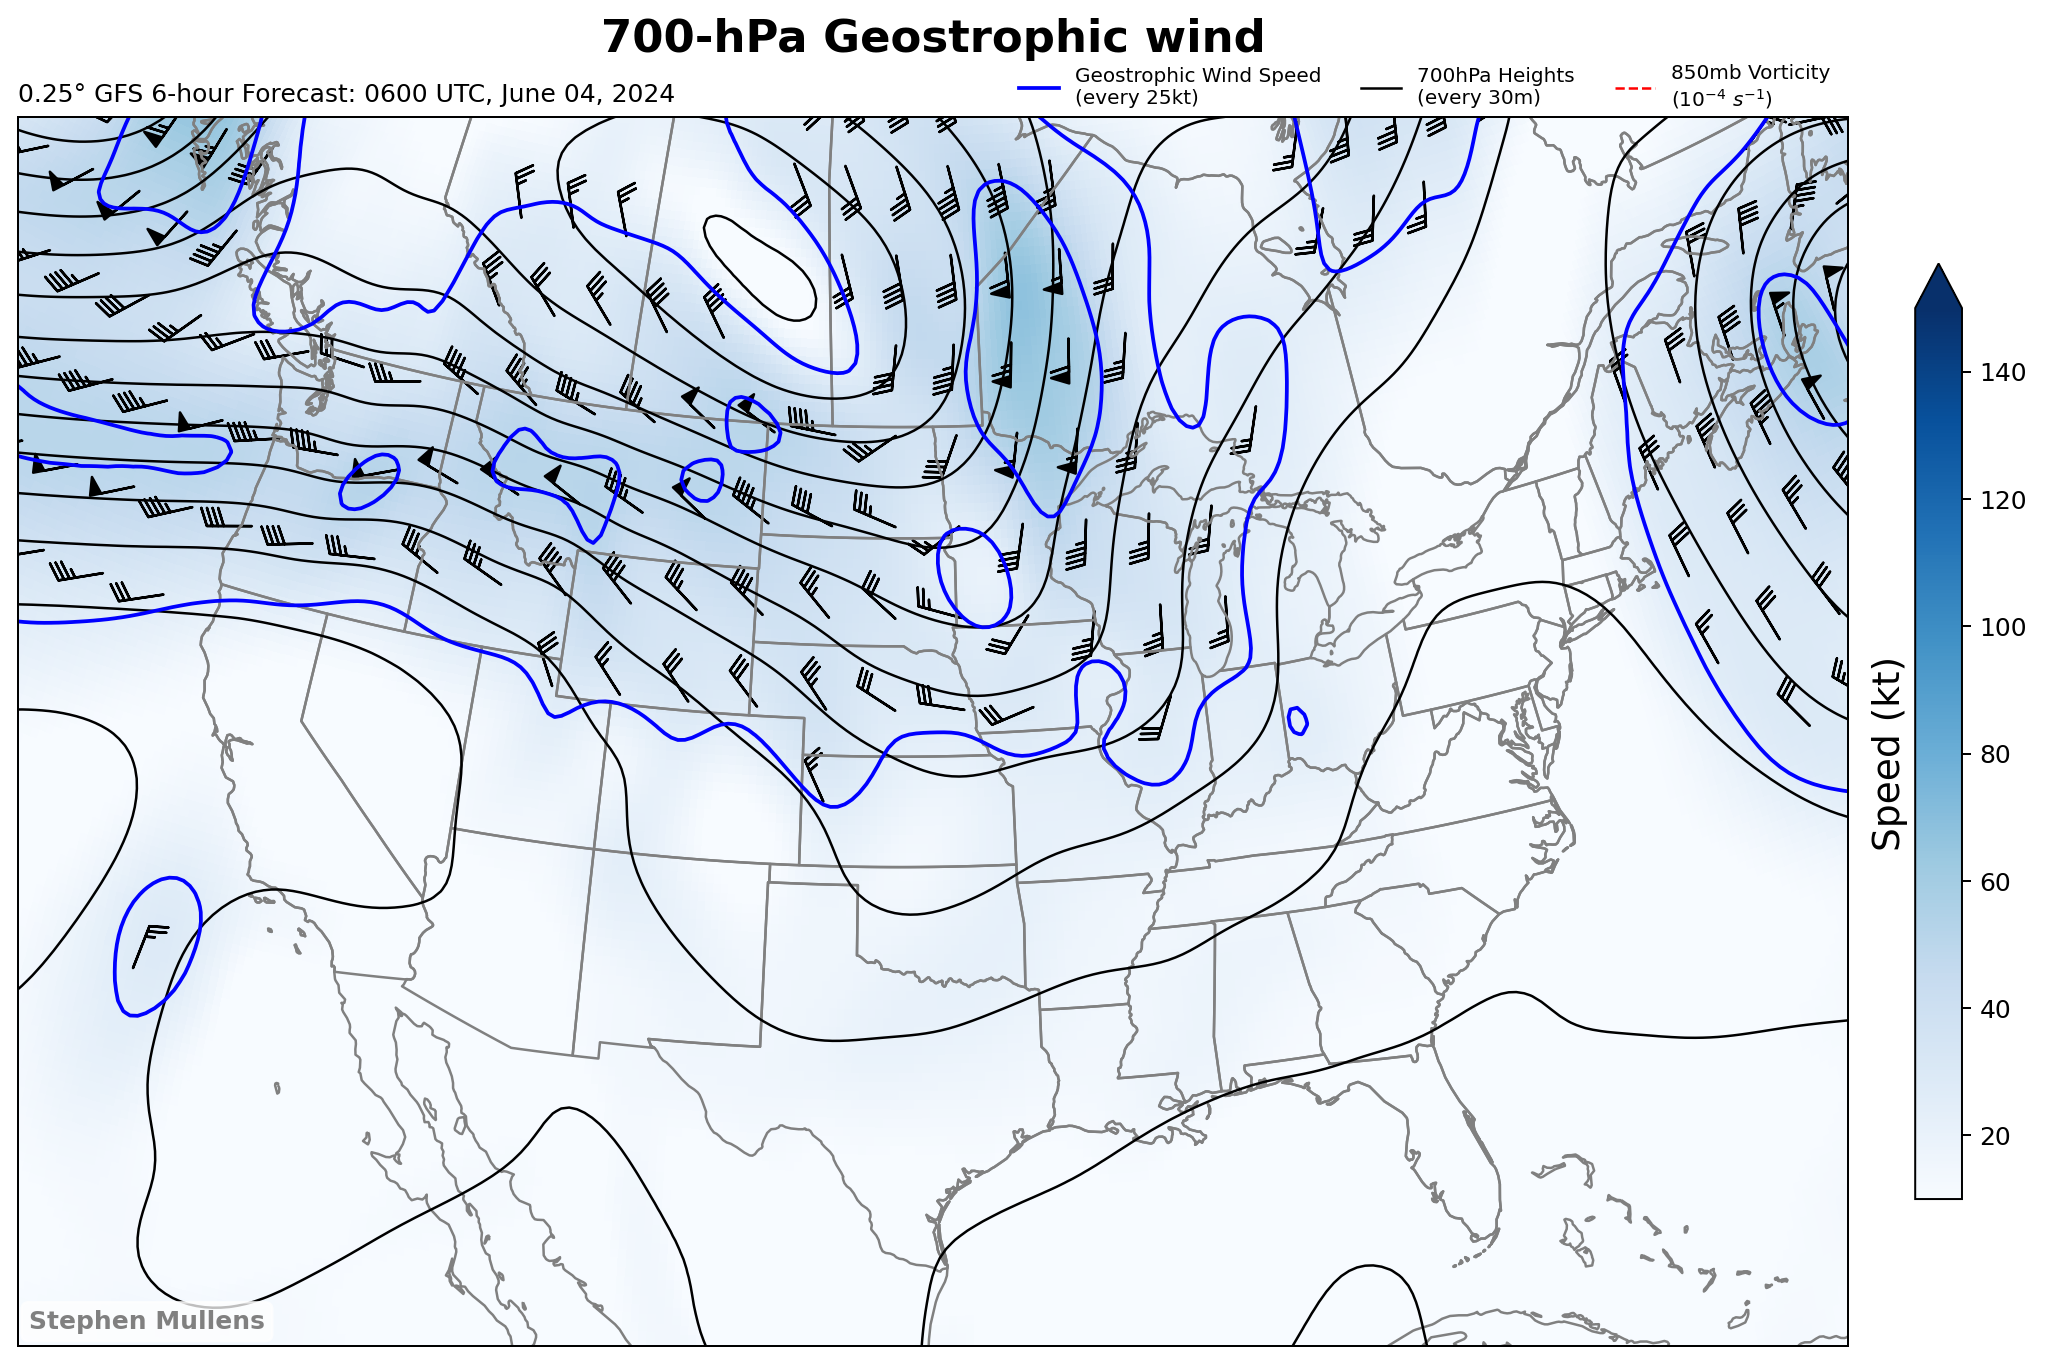 700-hPa Geostrophic wind
0.25° GFS 6-hour Forecast: 0600 UTC, June 04, 2024
Geostrophic Wind Speed
(every 25kt)
700hPa Heights
(every 30m)
850mb Vorticity
(10⁻⁴ s⁻¹)
140
120
100
80
60
40
20
Speed (kt)
Stephen Mullens